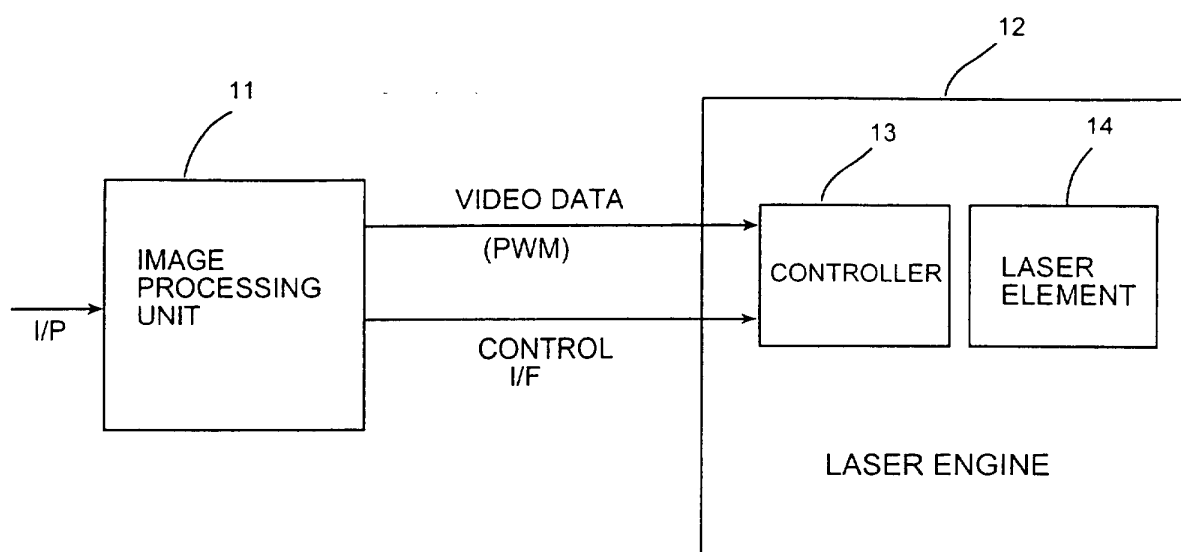 12
11
13
14
VIDEO DATA
(PWM)
IMAGE
PROCESSING
UNIT
I/P
CONTROLLER
LASER
ELEMENT
CONTROL
I/F
LASER ENGINE